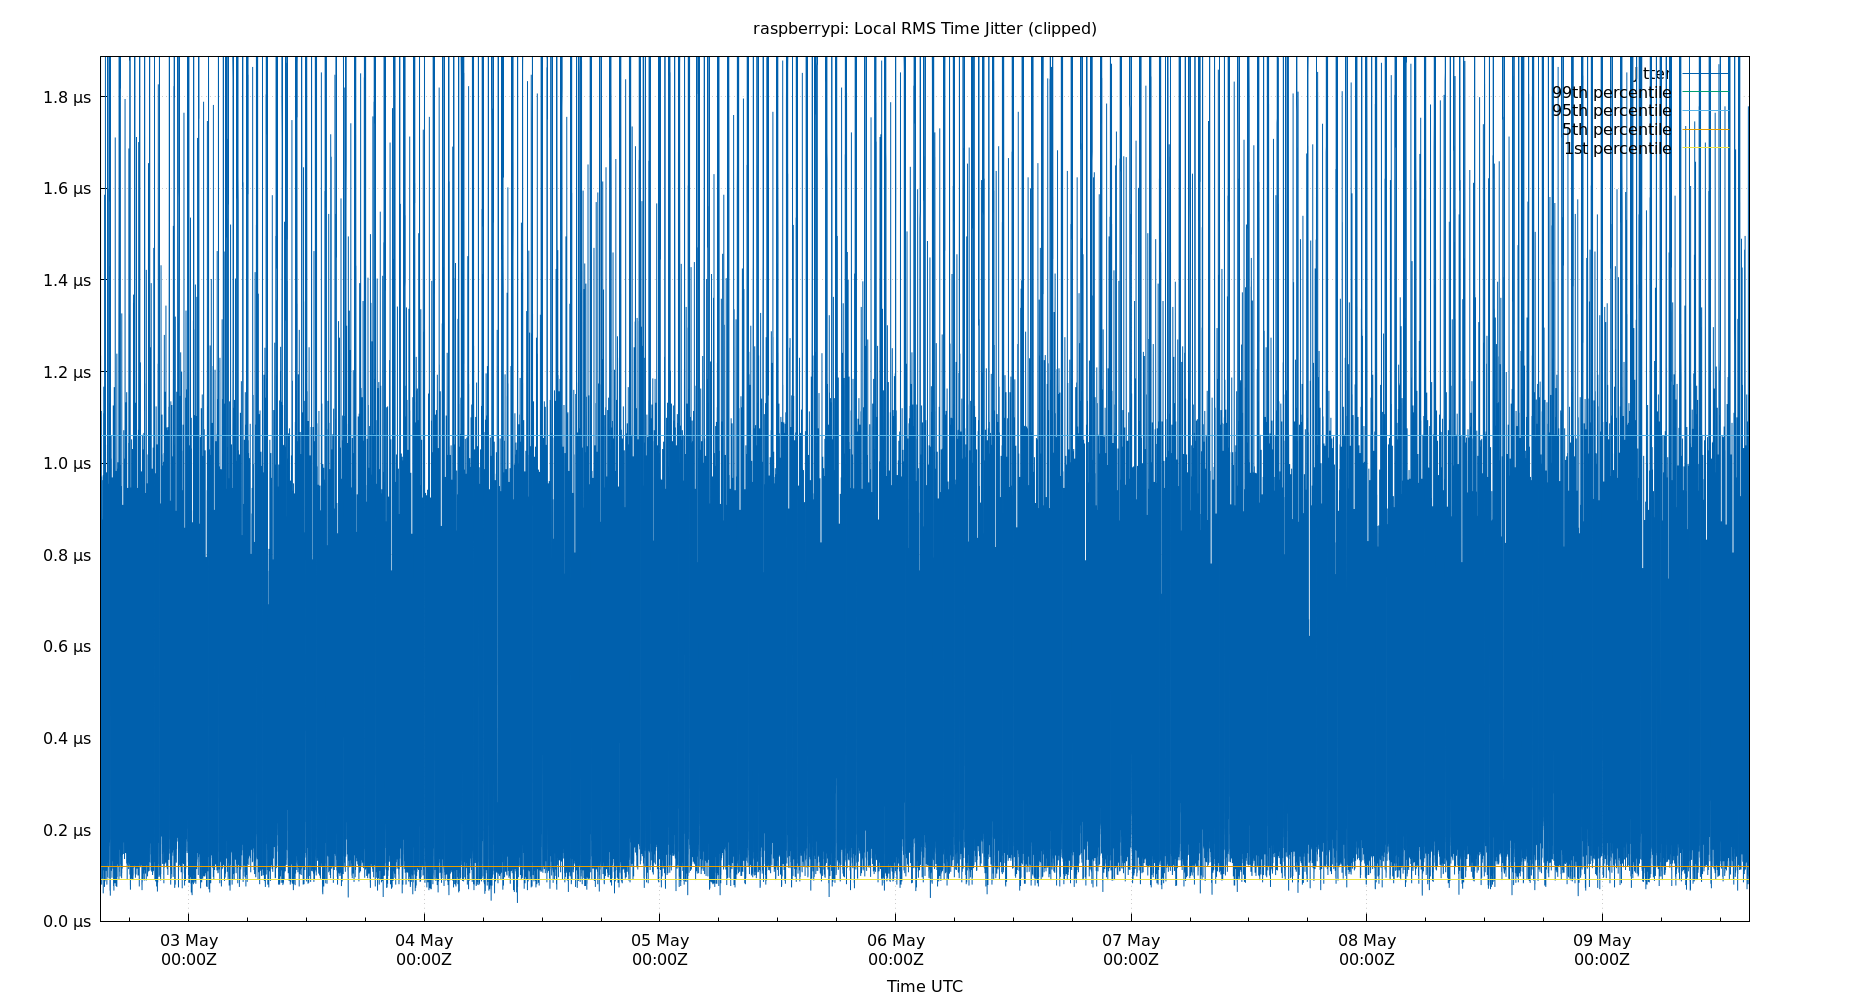 raspberrypi: Local RMS Time Jitter (clipped)
jitter
99th percentile
95th percentile
5th percentile
1st percentile
1.8 µs
1.6 µs
1.4 µs
1.2 µs
1.0 µs
0.8 µs
0.6 µs
0.4 µs
0.2 µs
0.0 µs
03 May 04 May 05 May 06 May 07 May 08 May 09 May
00:00Z 00:00Z 00:00Z 00:00Z 00:00Z 00:00Z 00:00Z
Time UTC